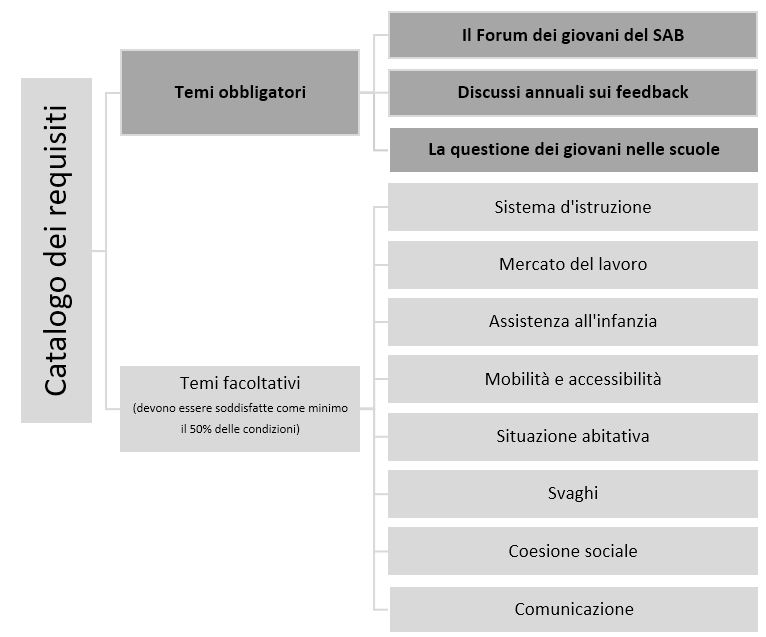 Catalogo dei requisiti
Temi obbligatori
Il Forum dei giovani del SAB
Discussi annuali sui feedback
La questione dei giovani nelle scuole
Temi facoltativi
(devono essere soddisfatte come minimo
il 50% delle condizioni)
Sistema d'istruzione
Mercato del lavoro
Assistenza all'infanzia
Mobilità e accessibilità
Situazione abitativa
Svaghi
Coesione sociale
Comunicazione